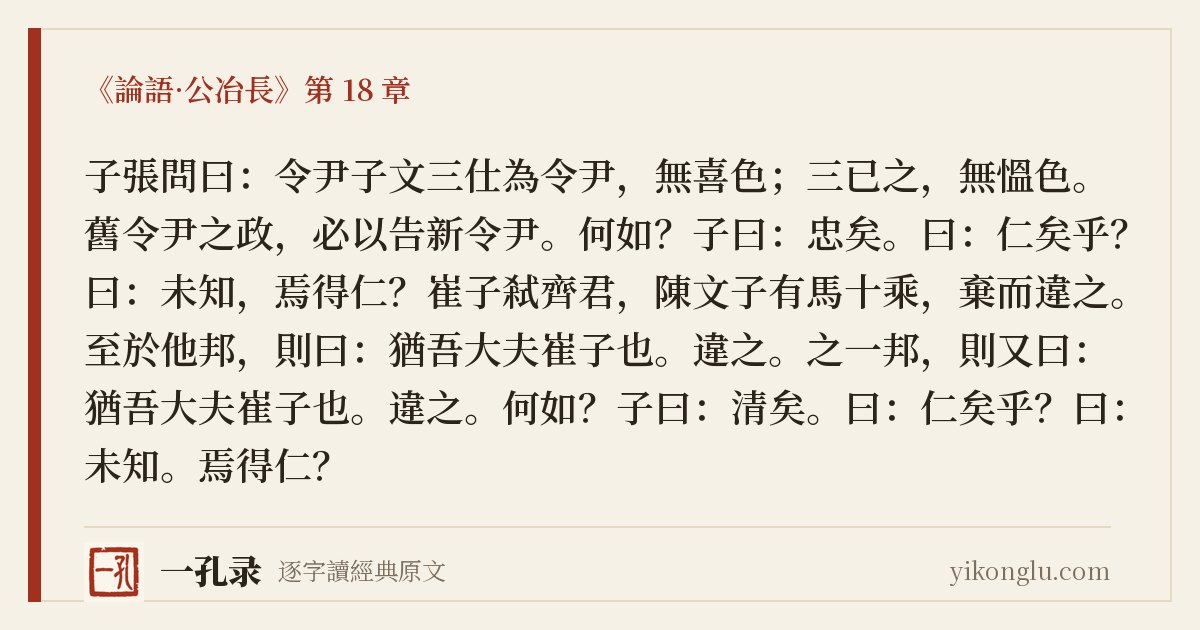 《論語·公冶長》第 18 章
子張問曰：令尹子文三仕為令尹，無喜色；三已之，無慍色。
舊令尹之政，必以告新令尹。何如？子曰：忠矣。曰：仁矣乎？
曰：未知，焉得仁？崔子弒齊君，陳文子有馬十乘，棄而違之。
至於他邦，則曰：猶吾大夫崔子也。違之。之一邦，則又曰：
猶吾大夫崔子也。違之。何如？子曰：清矣。曰：仁矣乎？曰：
未知。焉得仁？
一孔
一孔录 逐字讀經典原文 yikonglu.com